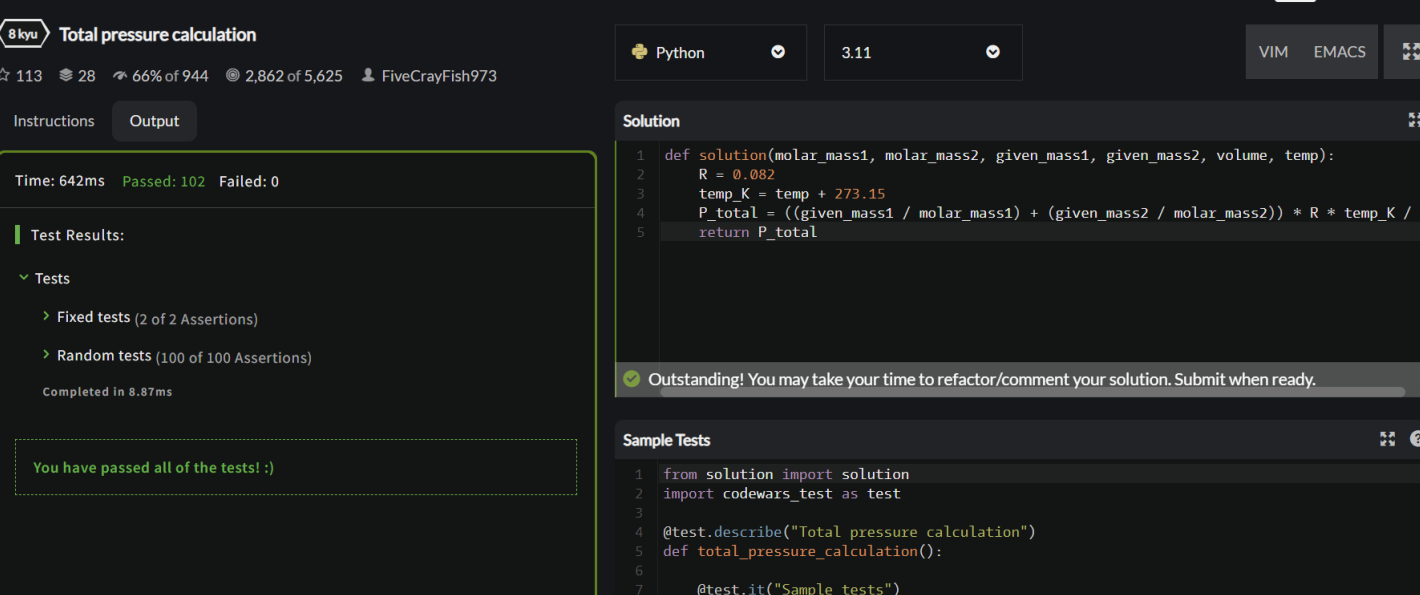 8 kyu Total pressure calculation
113 28 66% of 944 2,862 of 5,625 FiveCrayFish973
Instructions Output
Time: 642ms Passed: 102 Failed: 0
Test Results:
Tests
Fixed tests (2 of 2 Assertions)
Random tests (100 of 100 Assertions)
Completed in 8.87ms
You have passed all of the tests! :)
Python 3.11 VIM EMACS
Solution
1 def solution(molar_mass1, molar_mass2, given_mass1, given_mass2, volume, temp):
2 R = 0.082
3 temp_K = temp + 273.15
4 P_total = ((given_mass1 / molar_mass1) + (given_mass2 / molar_mass2)) * R * temp_K /
5 return P_total
Outstanding! You may take your time to refactor/comment your solution. Submit when ready.
Sample Tests
1 from solution import solution
2 import codewars_test as test
3
4 @test.describe("Total pressure calculation")
5 def total_pressure_calculation():
6
7 @test.it("Sample tests")